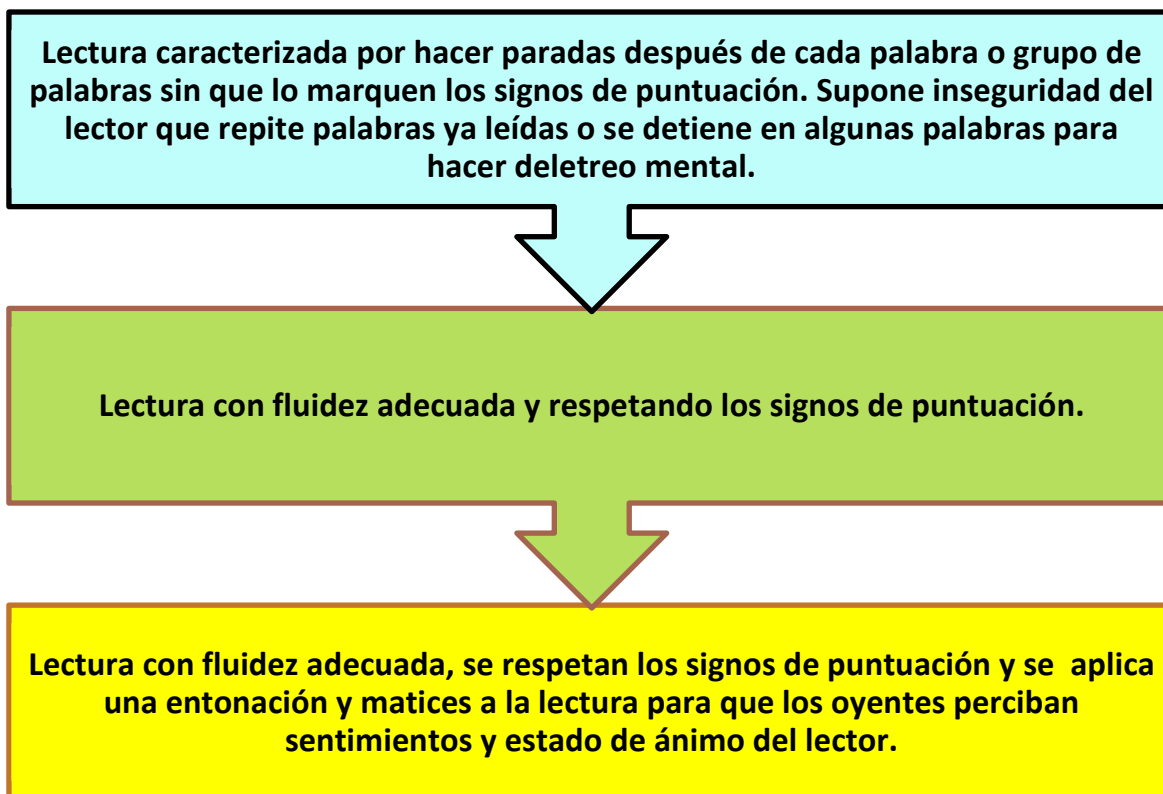 Lectura caracterizada por hacer paradas después de cada palabra o grupo de
palabras sin que lo marquen los signos de puntuación. Supone inseguridad del
lector que repite palabras ya leídas o se detiene en algunas palabras para
hacer deletreo mental.
Lectura con fluidez adecuada y respetando los signos de puntuación.
Lectura con fluidez adecuada, se respetan los signos de puntuación y se  aplica
una entonación y matices a la lectura para que los oyentes perciban
sentimientos y estado de ánimo del lector.